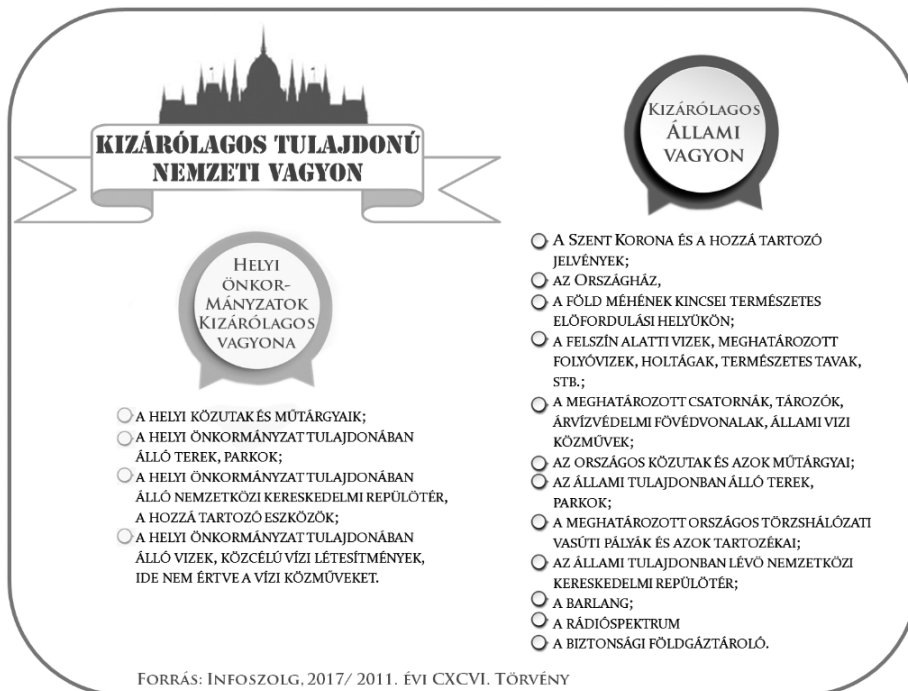 KIZÁRÓLAGOS TULAJDONÚ
NEMZETI VAGYON
HELYI
ÖNKOR-
MÁNYZATOK
KIZÁRÓLAGOS
VAGYONA
A HELYI KÖZUTAK ÉS MŰTÁRGYAIK;
A HELYI ÖNKORMÁNYZAT TULAJDONÁBAN
ÁLLÓ TEREK, PARKOK;
A HELYI ÖNKORMÁNYZAT TULAJDONÁBAN
ÁLLÓ NEMZETKÖZI KERESKEDELMI REPÜLÖTÉR,
A HOZZÁ TARTOZÓ ESZKÖZÖK;
A HELYI ÖNKORMÁNYZAT TULAJDONÁBAN
ÁLLÓ VIZEK, KÖZCÉLÚ VÍZI LÉTESÍTMÉNYEK,
IDE NEM ÉRTVE A VÍZI KÖZMŰVEKET.
KIZÁRÓLAGOS
ÁLLAMI
VAGYON
A SZENT KORONA ÉS A HOZZÁ TARTOZÓ
JELVÉNYEK;
AZ ORSZÁGHÁZ,
A FÖLD MÉHÉNEK KINCSEI TERMÉSZETES
ELÖFORDULÁSI HELYÜKÖN;
A FELSZÍN ALATTI VIZEK, MEGHATÁROZOTT
FOLYÓVIZEK, HOLTÁGAK, TERMÉSZETES TAVAK,
STB.;
A MEGHATÁROZOTT CSATORNÁK, TÁROZÓK,
ÁRVÍZVÉDELMI FÖVÉDVONALAK, ÁLLAMI VIZI
KÖZMŰVEK;
AZ ORSZÁGOS KÖZUTAK ÉS AZOK MŰTÁRGYAI;
AZ ÁLLAMI TULAJDONBAN ÁLLÓ TEREK,
PARKOK;
A MEGHATÁROZOTT ORSZÁGOS TÖRZSHÁLÓZATI
VASÚTI PÁLYÁK ÉS AZOK TARTOZÉKAI;
AZ ÁLLAMI TULAJDONBAN LÉVÖ NEMZETKÖZI
KERESKEDELMI REPÜLÖTÉR;
A BARLANG;
A RÁDIÓSPEKTRUM
A BIZTONSÁGI FÖLDGÁZTÁROLÓ.
FORRÁS: INFOSZOLG, 2017/ 2011. ÉVI CXCVI. TÖRVÉNY